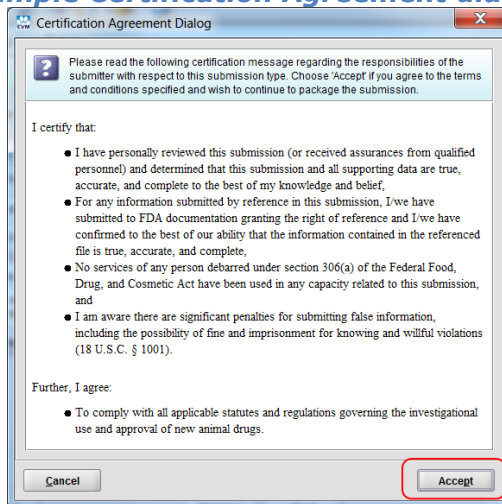 Certification Agreement dia
CVM Certification Agreement Dialog
Please read the following certification message regarding the responsibilities of the
submitter with respect to this submission type. Choose 'Accept' if you agree to the terms
and conditions specified and wish to continue to package the submission.
I certify that:
● I have personally reviewed this submission (or received assurances from qualified
personnel) and determined that this submission and all supporting data are true,
accurate, and complete to the best of my knowledge and belief,
● For any information submitted by reference in this submission, I/we have
submitted to FDA documentation granting the right of reference and I/we have
confirmed to the best of our ability that the information contained in the referenced
file is true, accurate, and complete,
● No services of any person debarred under section 306(a) of the Federal Food,
Drug, and Cosmetic Act have been used in any capacity related to this submission,
and
● I am aware there are significant penalties for submitting false information,
including the possibility of fine and imprisonment for knowing and willful violations
(18 U.S.C. § 1001).
Further, I agree:
● To comply with all applicable statutes and regulations governing the investigational
use and approval of new animal drugs.
Cancel Accept